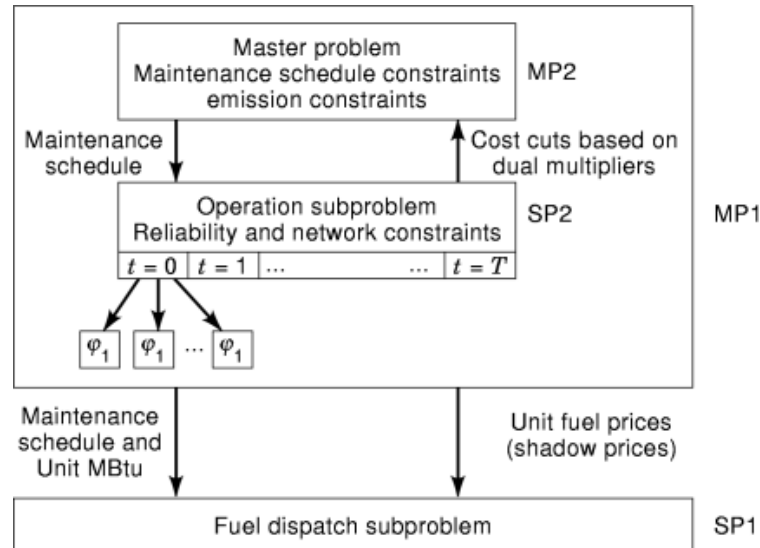 Master problem
Maintenance schedule constraints
emission constraints
MP2
Maintenance
schedule
Cost cuts based on
dual multipliers
Operation subproblem
Reliability and network constraints
SP2
MP1
t = 0 t = 1 ... ... t = T
φ₁ φ₁ ... φ₁
Maintenance
schedule and
Unit MBtu
Unit fuel prices
(shadow prices)
Fuel dispatch subproblem
SP1